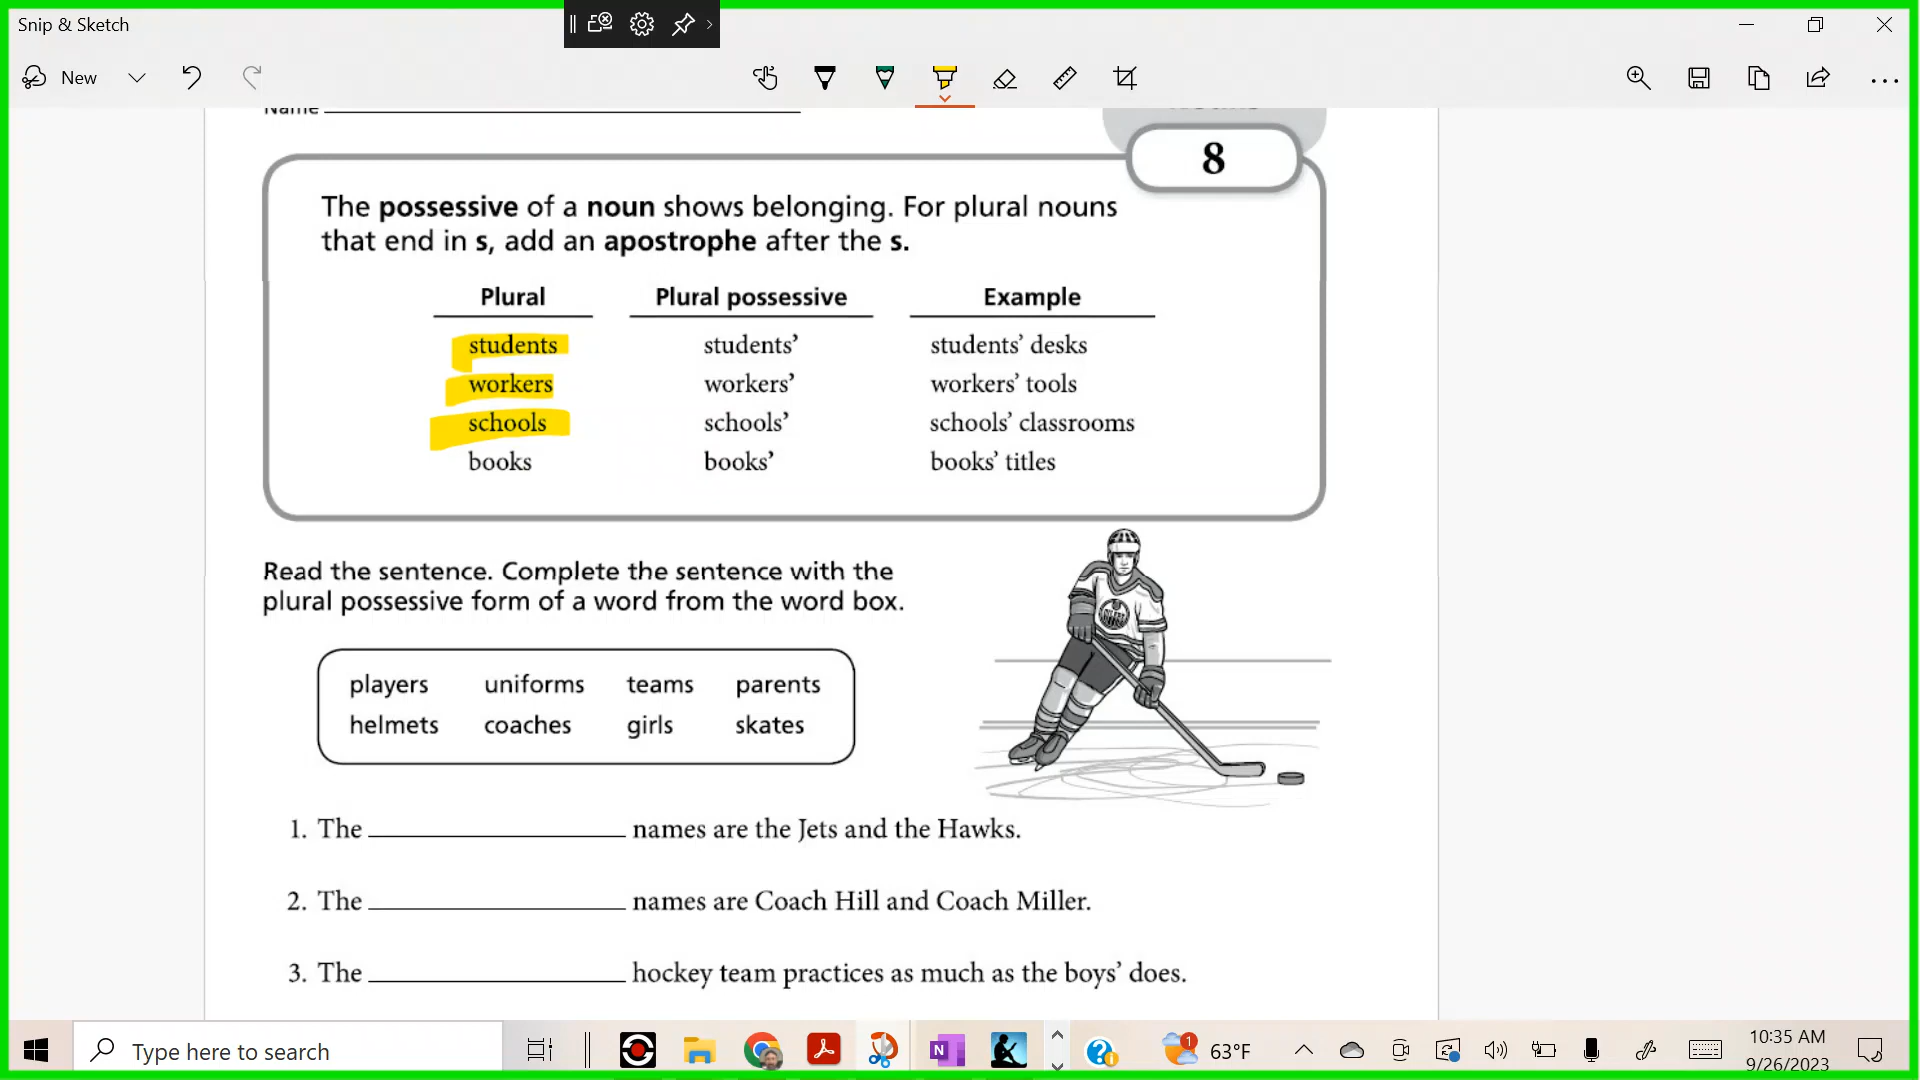 Snip & Sketch
New
Name
8
The possessive of a noun shows belonging. For plural nouns
that end in s, add an apostrophe after the s.
Plural Plural possessive Example
students students’ students’ desks
workers workers’ workers’ tools
schools schools’ schools’ classrooms
books books’ books’ titles
Read the sentence. Complete the sentence with the
plural possessive form of a word from the word box.
players uniforms teams parents
helmets coaches girls skates
1. The ____ names are the Jets and the Hawks.
2. The ____ names are Coach Hill and Coach Miller.
3. The ____ hockey team practices as much as the boys’ does.
Type here to search
N
1
63°F
10:35 AM
9/26/2023